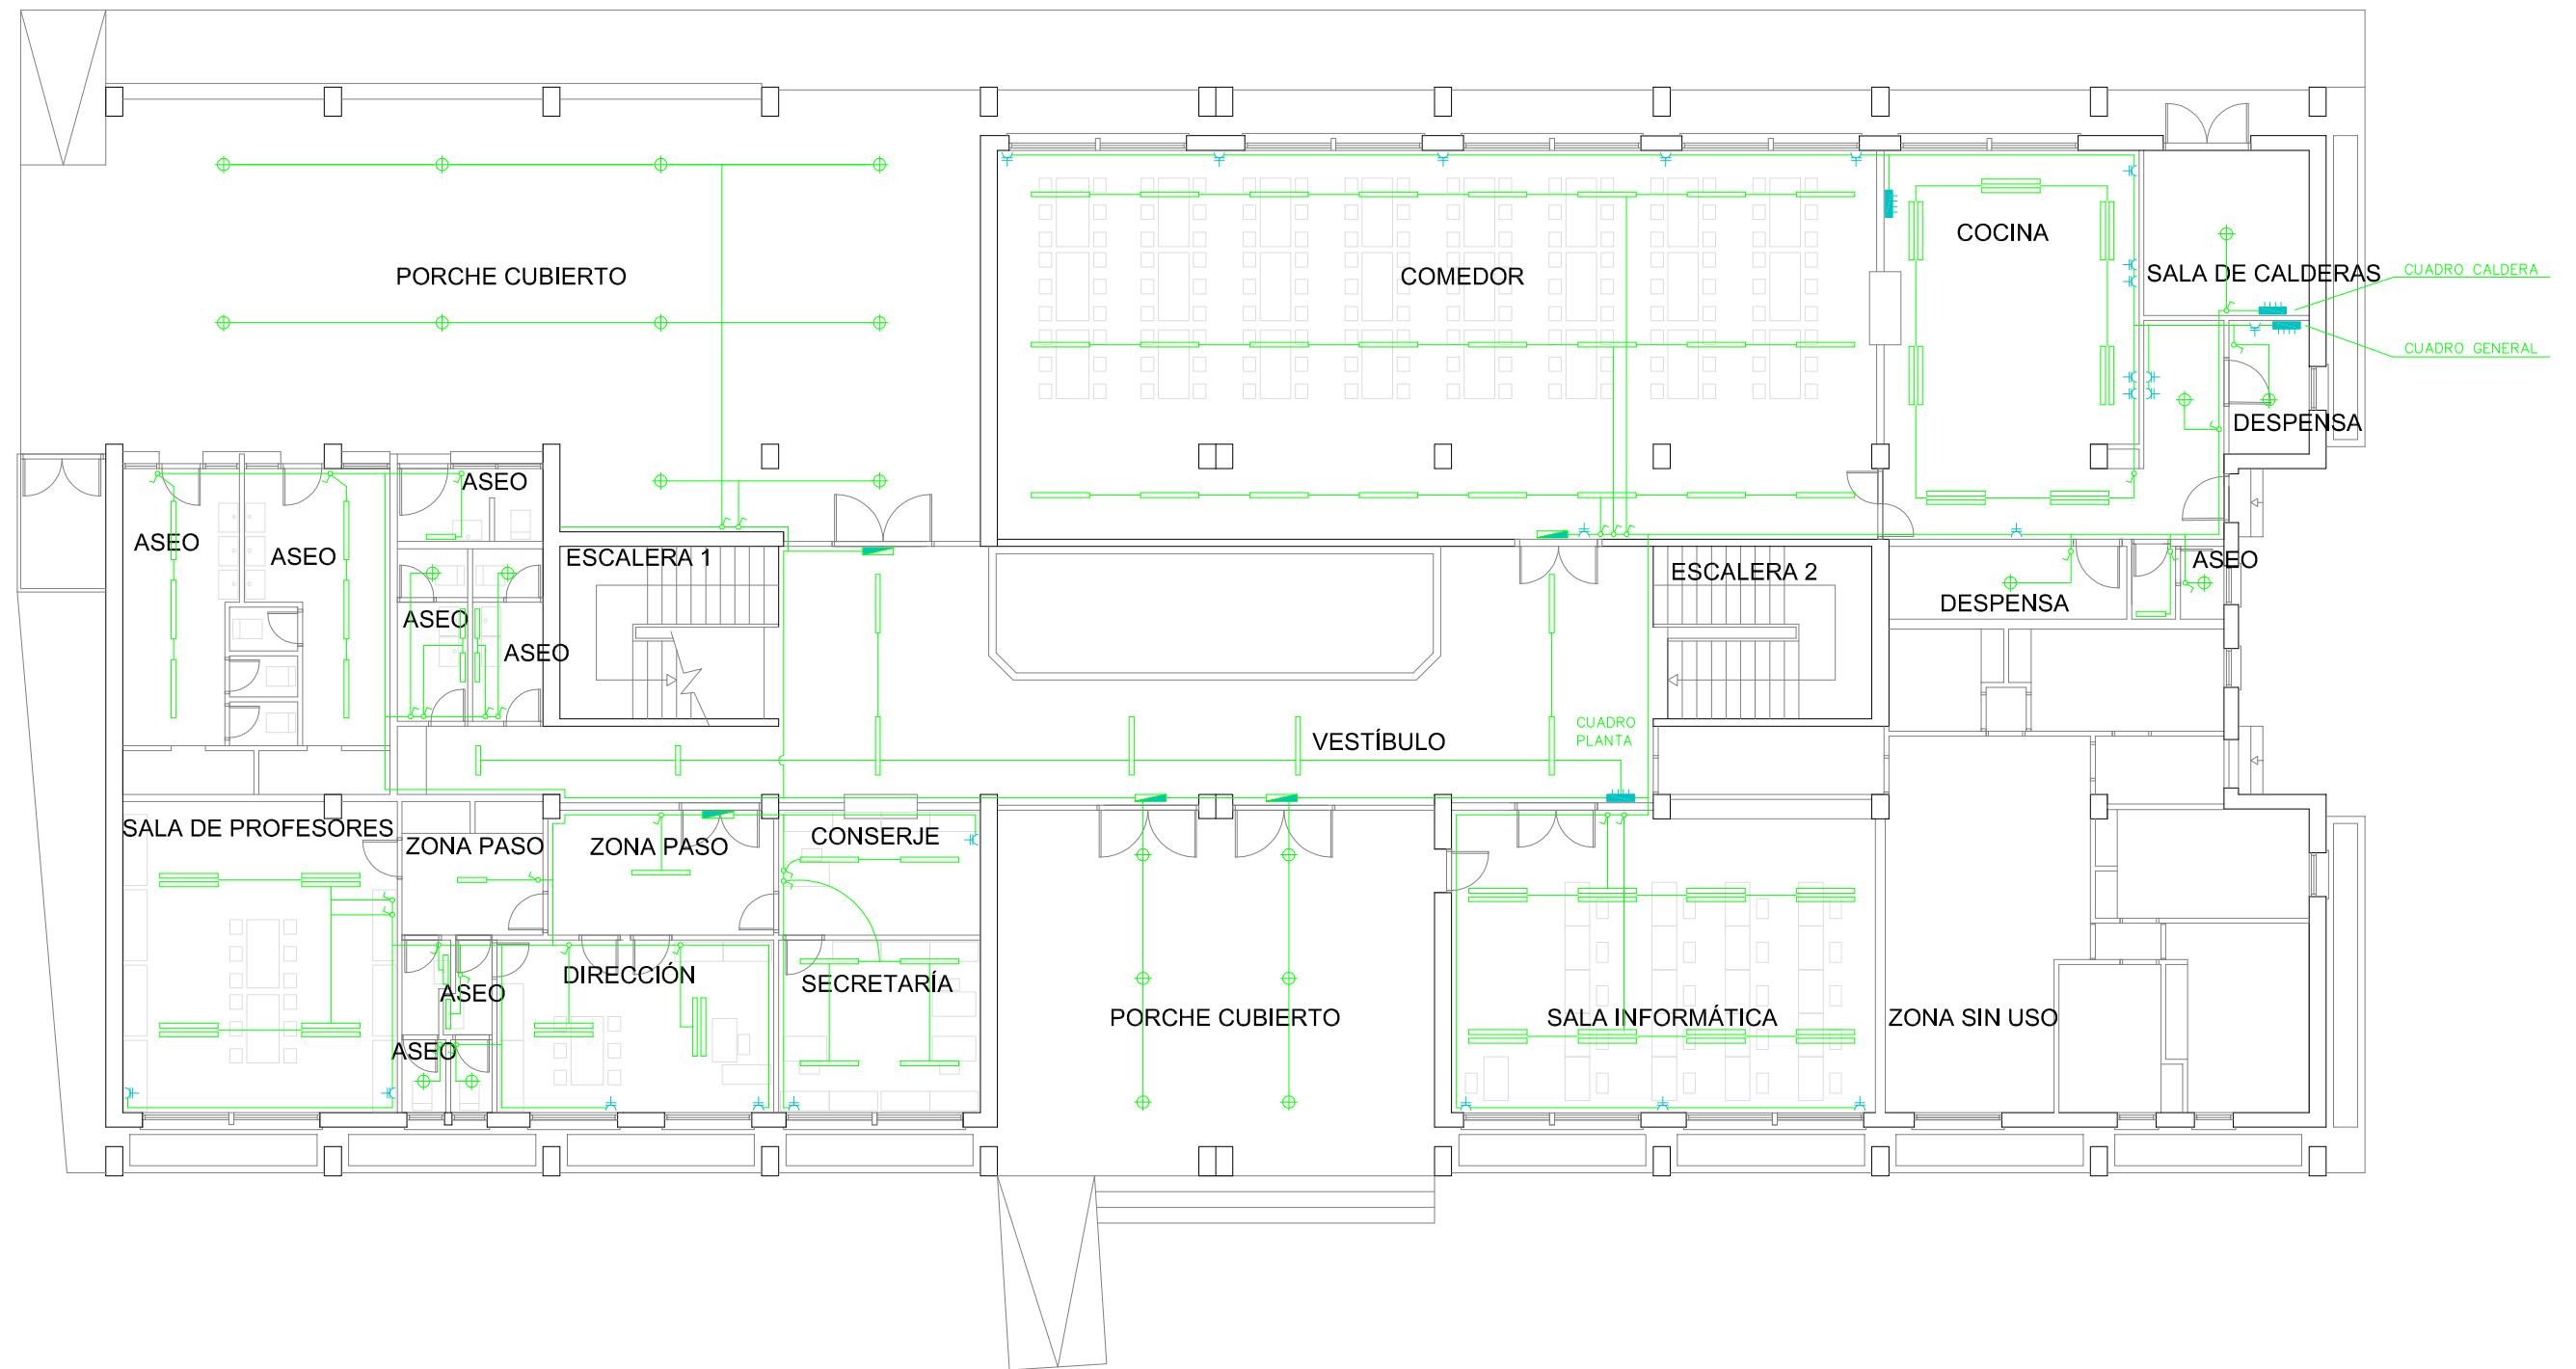 PORCHE CUBIERTO
COMEDOR
COCINA
SALA DE CALDERAS
CUADRO CALDERA
CUADRO GENERAL
DESPENSA
ASEO
ASEO
ASEO
ESCALERA 1
ESCALERA 2
ASEO
DESPENSA
ASEO
ASEO
CUADRO
PLANTA
VESTÍBULO
SALA DE PROFESORES
ZONA PASO
ZONA PASO
CONSERJE
DIRECCIÓN
SECRETARÍA
ASEO
PORCHE CUBIERTO
SALA INFORMÁTICA
ZONA SIN USO
ASEO